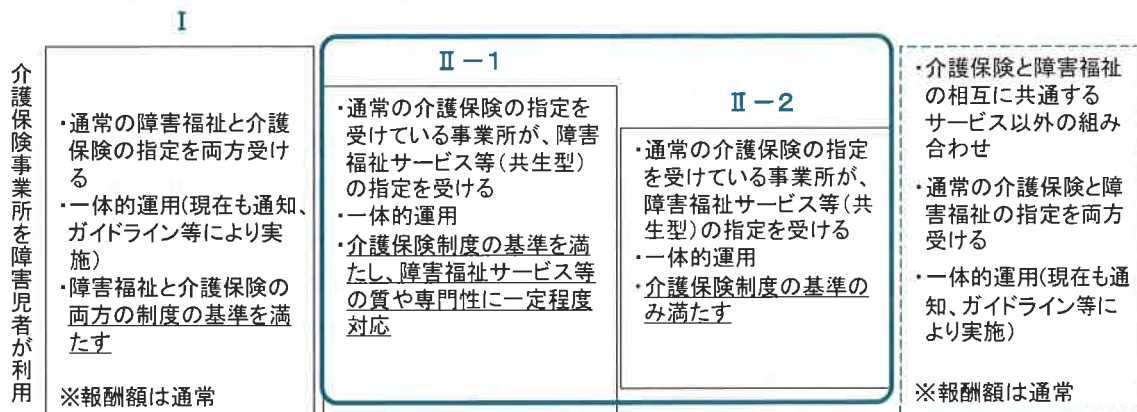 介護保険事業所を障害児者が利用
Ⅰ
・通常の障害福祉と介護
保険の指定を両方受け
る
・一体的運用(現在も通知、
ガイドライン等により実
施)
・障害福祉と介護保険の
両方の制度の基準を満
たす
※報酬額は通常
Ⅱ－1
・通常の介護保険の指定を
受けている事業所が、障害
福祉サービス等(共生型)
の指定を受ける
・一体的運用
・介護保険制度の基準を満
たし、障害福祉サービス等
の質や専門性に一定程度
対応
Ⅱ－2
・通常の介護保険の指定
を受けている事業所が、
障害福祉サービス等(共
生型)の指定を受ける
・一体的運用
・介護保険制度の基準の
み満たす
・介護保険と障害福祉
の相互に共通する
サービス以外の組み
合わせ
・通常の介護保険と障
害福祉の指定を両方
受ける
・一体的運用(現在も通
知、ガイドライン等に
より実施)
※報酬額は通常